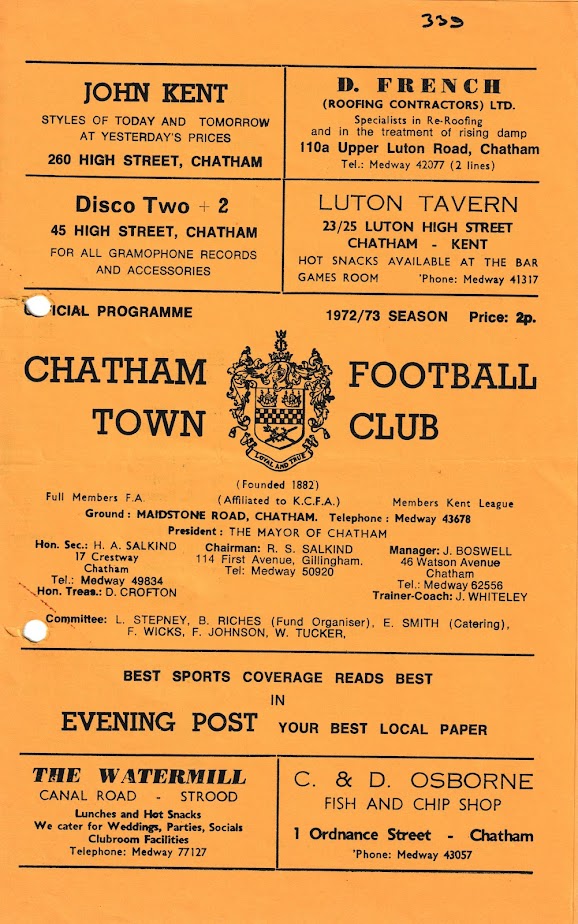 339
JOHN KENT
STYLES OF TODAY AND TOMORROW
AT YESTERDAY'S PRICES
260 HIGH STREET, CHATHAM
D. FRENCH
(ROOFING CONTRACTORS) LTD.
Specialists in Re-Roofing
and in the treatment of rising damp
110a Upper Luton Road, Chatham
Tel.: Medway 42077 (2 lines)
Disco Two + 2
45 HIGH STREET, CHATHAM
FOR ALL GRAMOPHONE RECORDS
AND ACCESSORIES
LUTON TAVERN
23/25 LUTON HIGH STREET
CHATHAM - KENT
HOT SNACKS AVAILABLE AT THE BAR
GAMES ROOM 'Phone: Medway 41317
OFFICIAL PROGRAMME 1972/73 SEASON Price: 2p.
CHATHAM FOOTBALL
TOWN CLUB
LOYAL AND TRUE
(Founded 1882)
Full Members F.A. (Affiliated to K.C.F.A.) Members Kent League
Ground : MAIDSTONE ROAD, CHATHAM. Telephone : Medway 43678
President : THE MAYOR OF CHATHAM
Hon. Sec.: H. A. SALKIND
17 Crestway
Chatham
Tel.: Medway 49834
Hon. Treas.: D. CROFTON
Chairman: R. S. SALKIND
114 First Avenue, Gillingham.
Tel: Medway 50920
Manager: J. BOSWELL
46 Watson Avenue
Chatham
Tel.: Medway 62556
Trainer-Coach: J. WHITELEY
Committee: L. STEPNEY, B. RICHES (Fund Organiser), E. SMITH (Catering),
F. WICKS, F. JOHNSON, W. TUCKER,
BEST SPORTS COVERAGE READS BEST
IN
EVENING POST YOUR BEST LOCAL PAPER
THE WATERMILL
CANAL ROAD - STROOD
Lunches and Hot Snacks
We cater for Weddings, Parties, Socials
Clubroom Facilities
Telephone: Medway 77127
C. & D. OSBORNE
FISH AND CHIP SHOP
1 Ordnance Street - Chatham
'Phone: Medway 43057